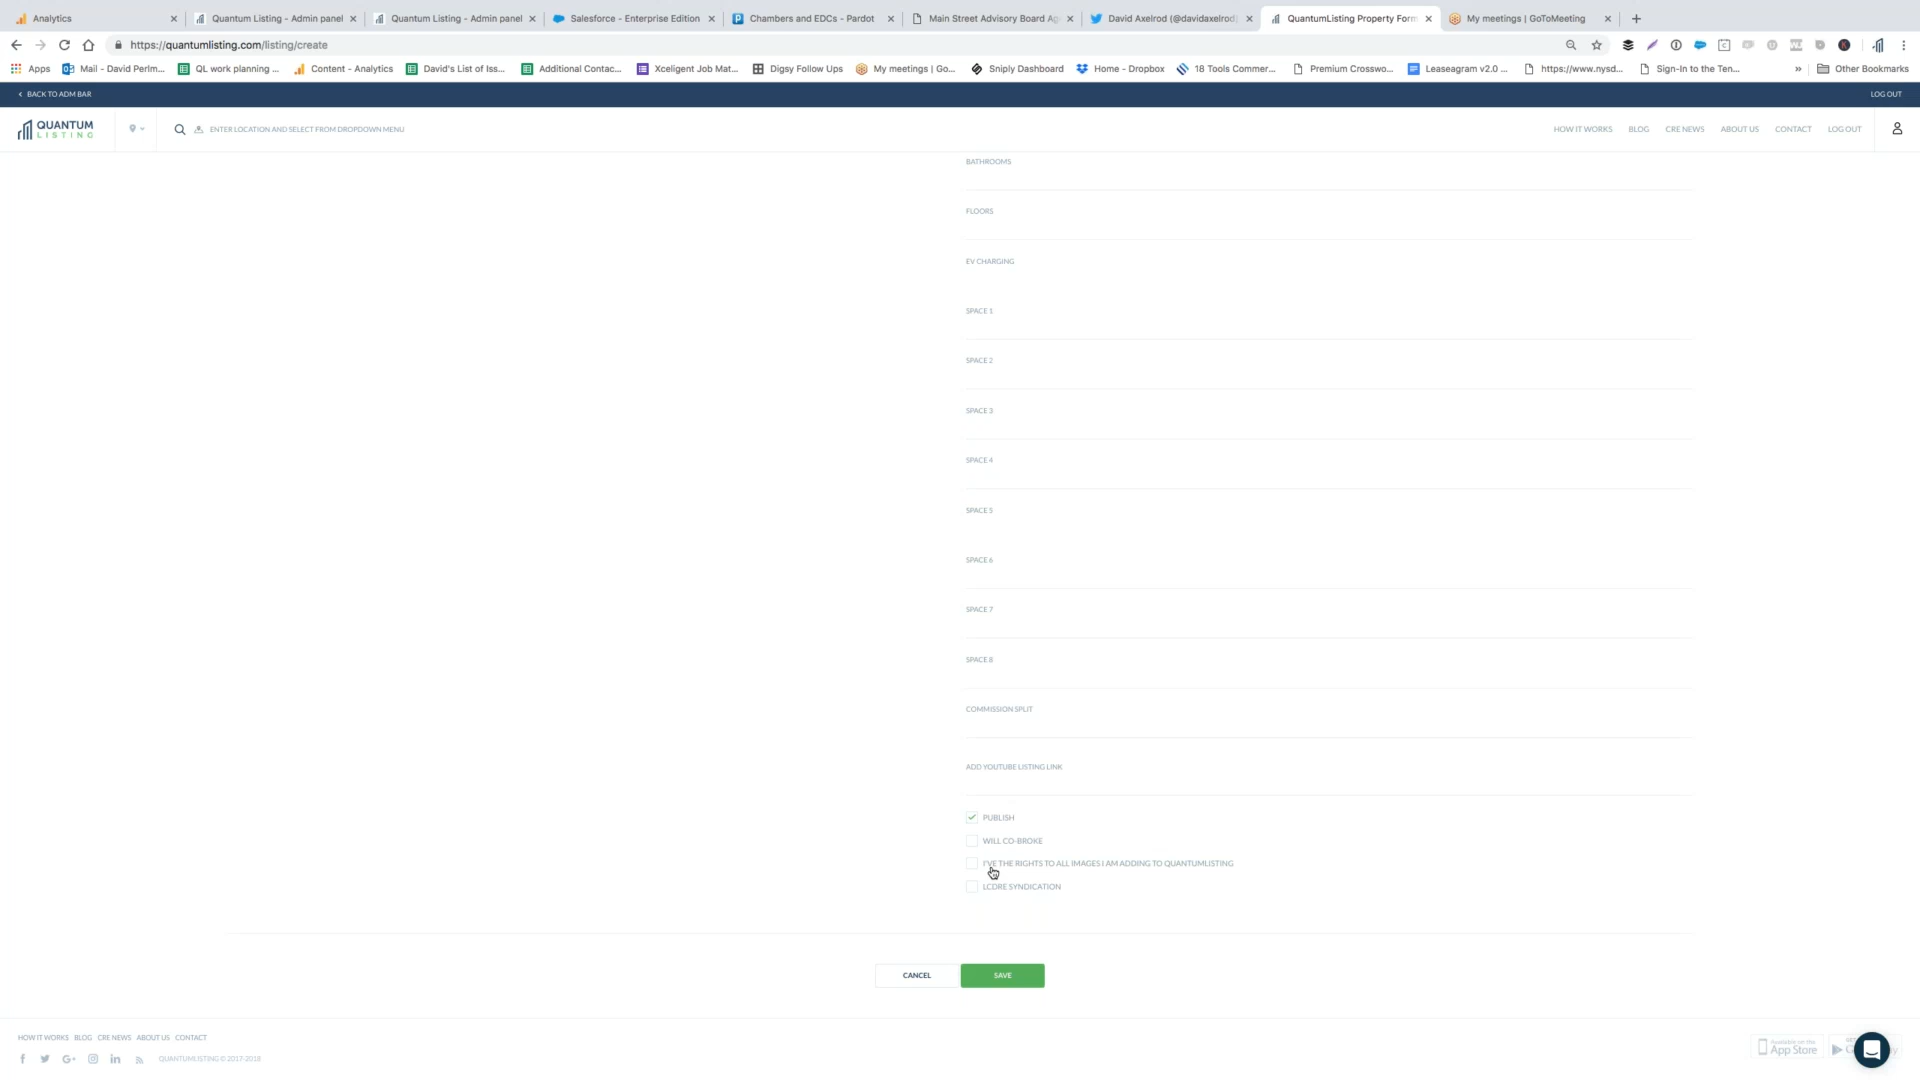 Analytics
Quantum Listing - Admin panel
Quantum Listing - Admin panel
Salesforce - Enterprise Edition
Chambers and EDCs - Pardot
Main Street Advisory Board Ag
David Axelrod (@davidaxelrod)
QuantumListing Property Form
My meetings | GoToMeeting
https://quantumlisting.com/listing/create
Apps
Mail - David Perlm...
QL work planning ...
Content - Analytics
David's List of Iss...
Additional Contac...
Xceligent Job Mat...
Digsy Follow Ups
My meetings | Go...
Sniply Dashboard
Home - Dropbox
18 Tools Commer...
Premium Crosswo...
Leaseagram v2.0 ...
https://www.nysd...
Sign-In to the Ten...
»
Other Bookmarks
BACK TO ADM BAR
LOG OUT
QUANTUM
LISTING
ENTER LOCATION AND SELECT FROM DROPDOWN MENU
HOW IT WORKS
BLOG
CRE NEWS
ABOUT US
CONTACT
LOG OUT
BATHROOMS
FLOORS
EV CHARGING
SPACE 1
SPACE 2
SPACE 3
SPACE 4
SPACE 5
SPACE 6
SPACE 7
SPACE 8
COMMISSION SPLIT
ADD YOUTUBE LISTING LINK
PUBLISH
WILL CO-BROKE
I'VE THE RIGHTS TO ALL IMAGES I AM ADDING TO QUANTUMLISTING
LCDRE SYNDICATION
CANCEL
SAVE
HOW IT WORKS BLOG CRE NEWS ABOUT US CONTACT
QUANTUMLISTING © 2017-2018
Available on the
App Store